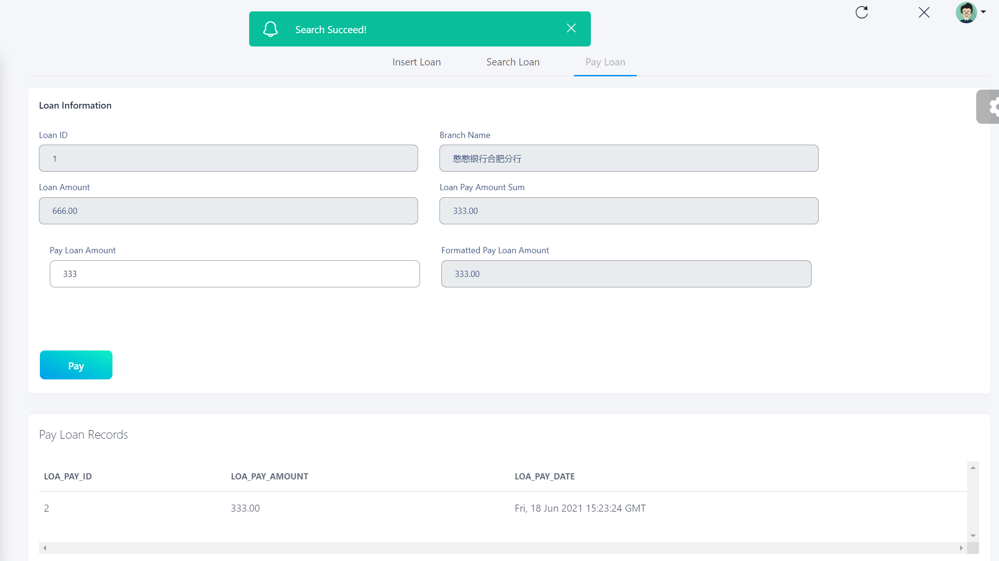 Search Succeed!
Insert Loan
Search Loan
Pay Loan
Loan Information
Loan ID
Branch Name
1
憨憨银行合肥分行
Loan Amount
Loan Pay Amount Sum
666.00
333.00
Pay Loan Amount
Formatted Pay Loan Amount
333
333.00
Pay
Pay Loan Records
LOA_PAY_ID
LOA_PAY_AMOUNT
LOA_PAY_DATE
2
333.00
Fri, 18 Jun 2021 15:23:24 GMT